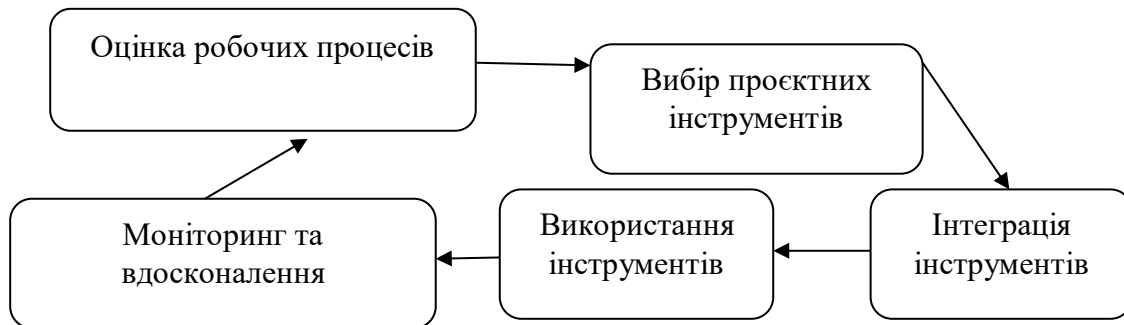 Оцінка робочих процесів
Вибір проєктних
інструментів
Інтеграція
інструментів
Використання
інструментів
Моніторинг та
вдосконалення